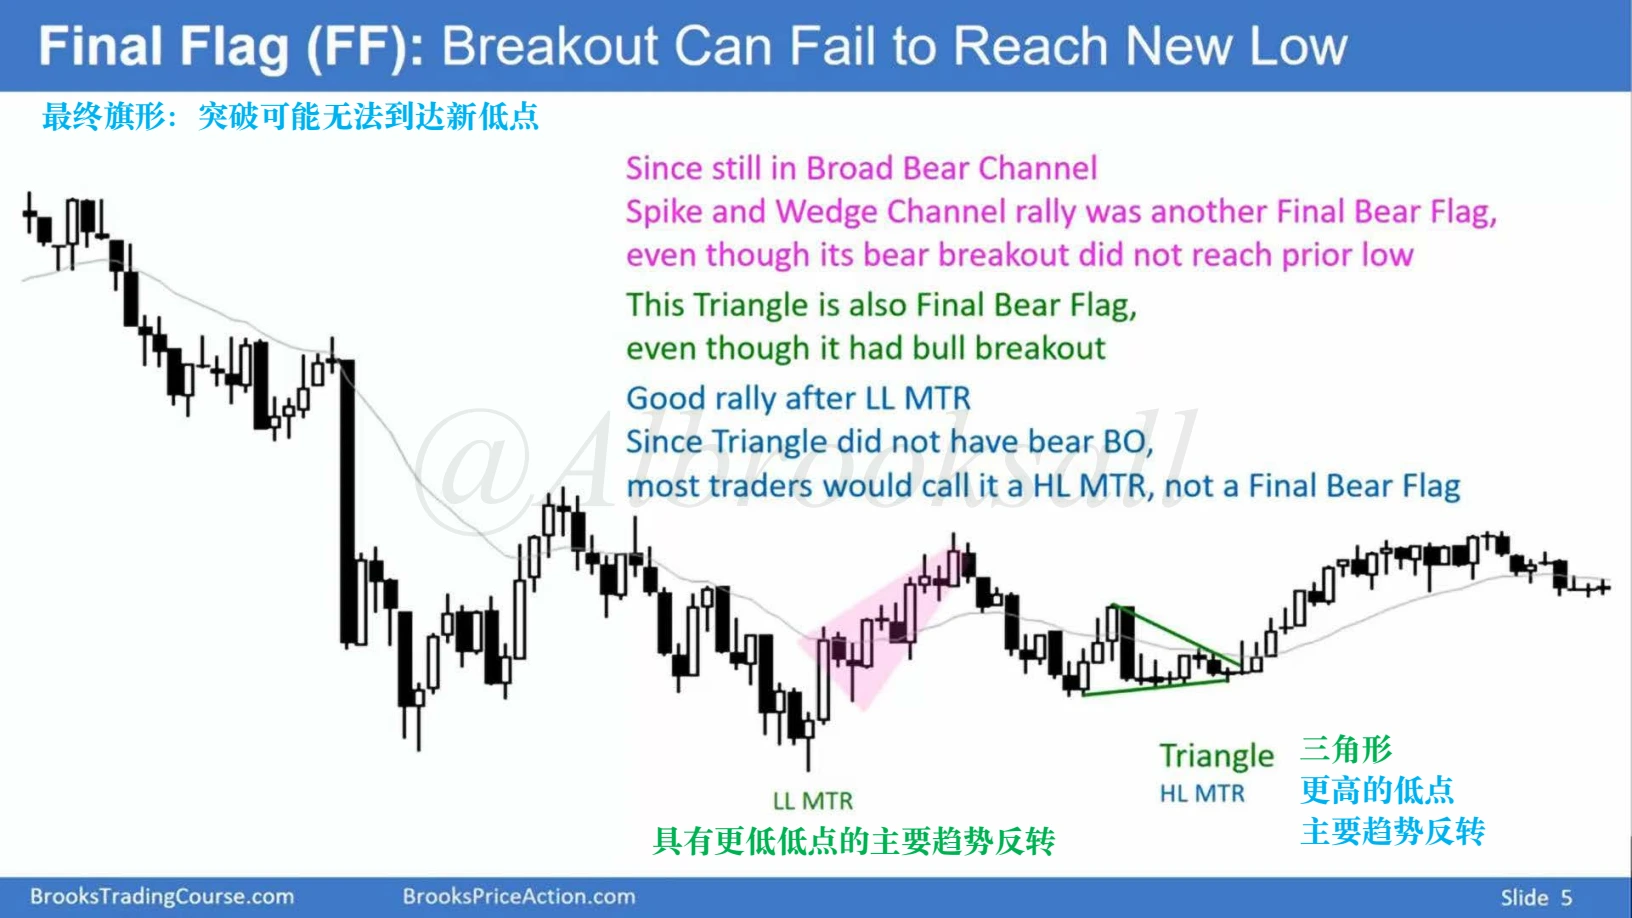 Final Flag (FF): Breakout Can Fail to Reach New Low
最终旗形：突破可能无法到达新低点
Since still in Broad Bear Channel
Spike and Wedge Channel rally was another Final Bear Flag,
even though its bear breakout did not reach prior low
This Triangle is also Final Bear Flag,
even though it had bull breakout
Good rally after LL MTR
Since Triangle did not have bear BO,
most traders would call it a HL MTR, not a Final Bear Flag
@Albrooksall
Triangle
HL MTR
三角形
更高的低点
主要趋势反转
LL MTR
具有更低低点的主要趋势反转
BrooksTradingCourse.com
BrooksPriceAction.com
Slide 5